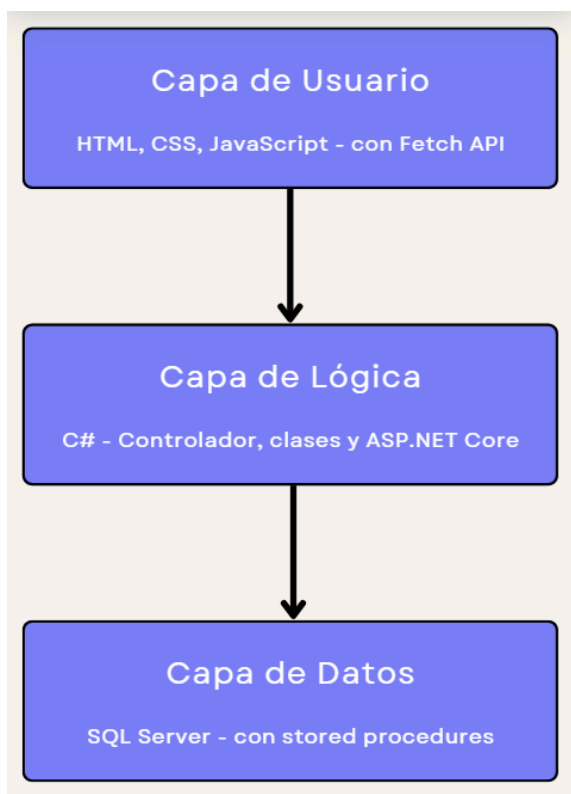 Capa de Usuario
HTML, CSS, JavaScript - con Fetch API
Capa de Lógica
C# - Controlador, clases y ASP.NET Core
Capa de Datos
SQL Server - con stored procedures